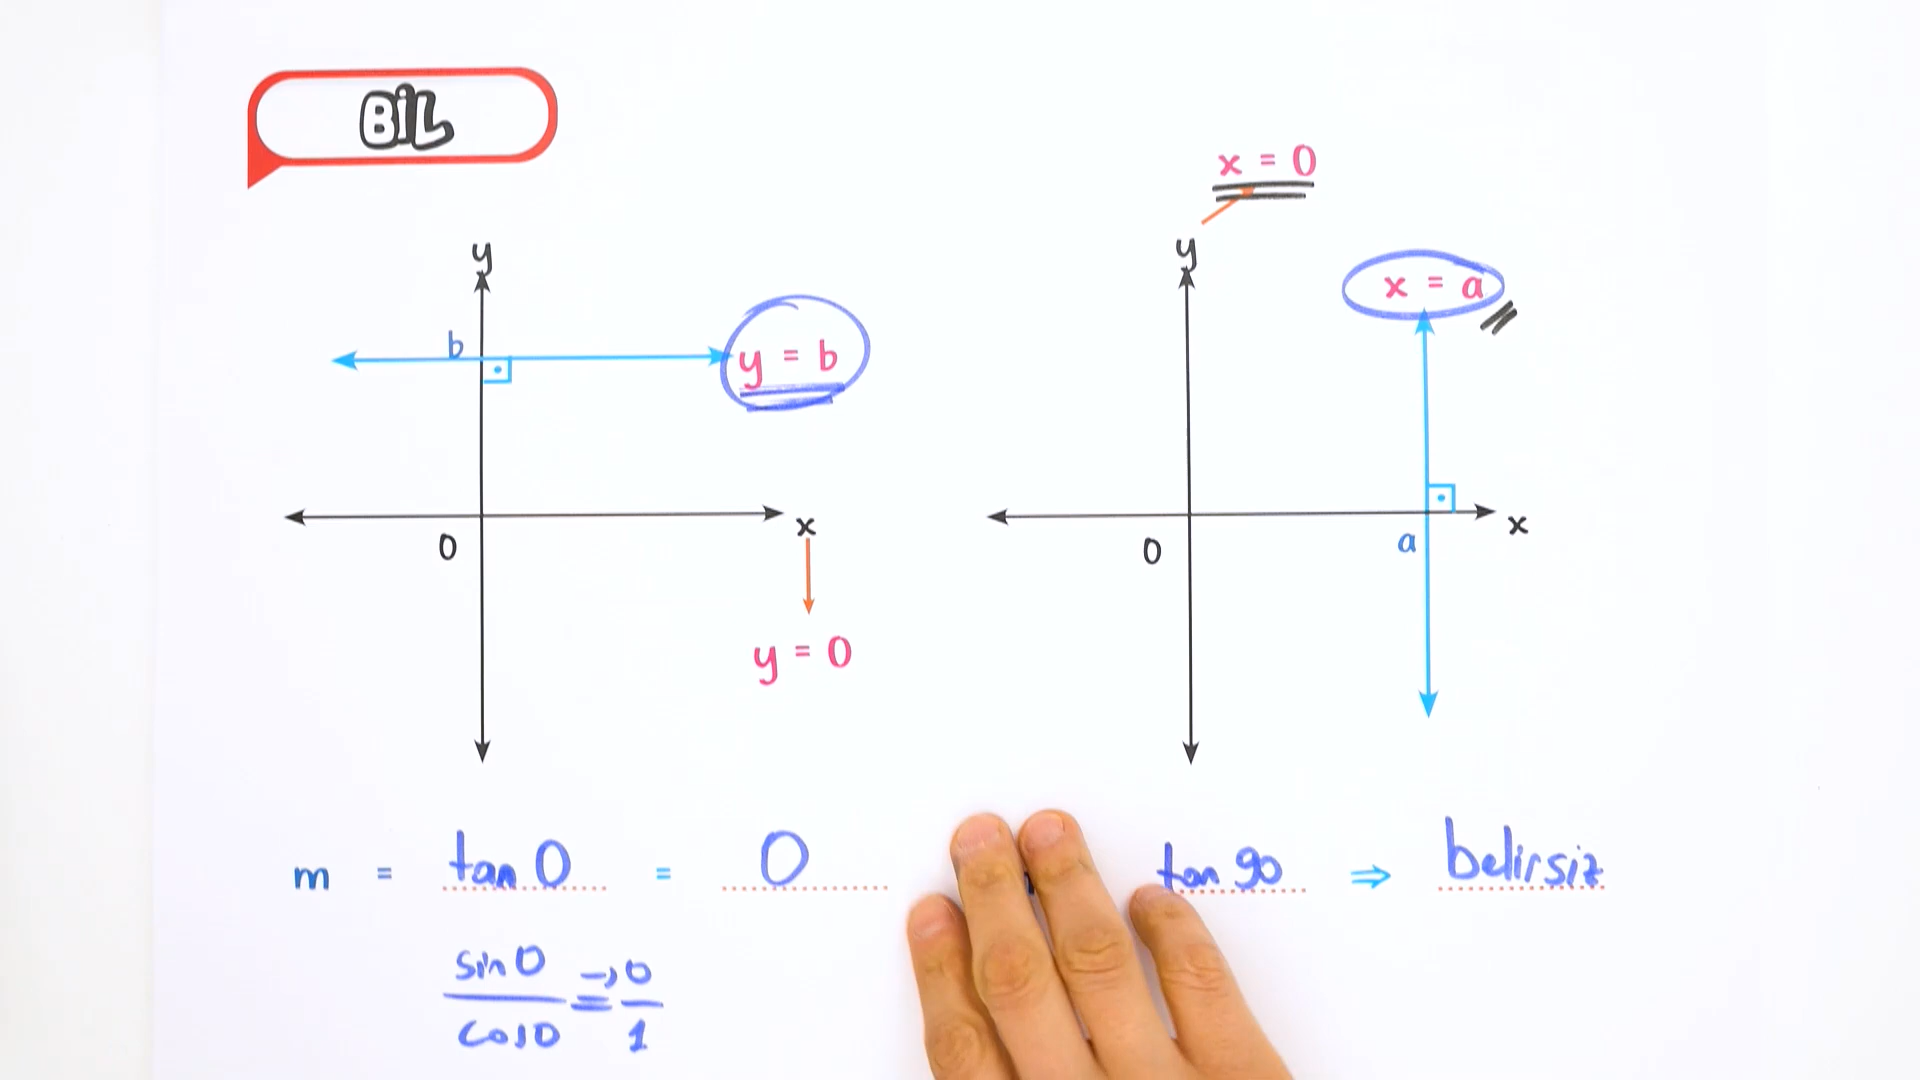 BİL
y
b
y = b
0
x
y = 0
x = 0
y
x = a
0
a
x
m = tan 0 = 0
sin 0 / cos 0 = → 0 / 1
tan 90 ⇒ belirsiz